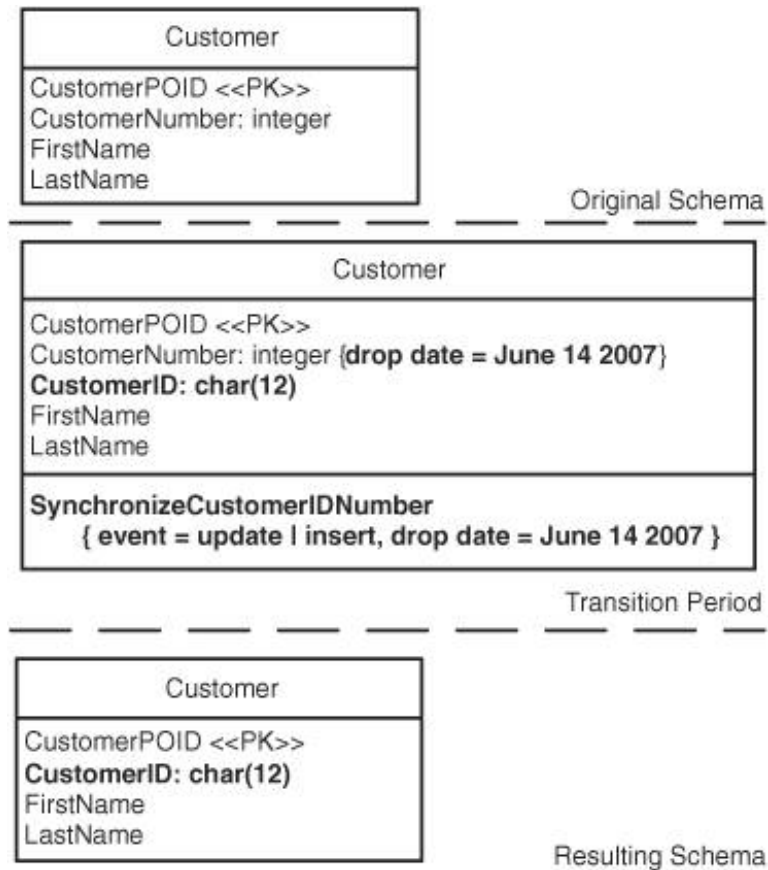 Customer
CustomerPOID <<PK>>
CustomerNumber: integer
FirstName
LastName
Original Schema
Customer
CustomerPOID <<PK>>
CustomerNumber: integer {drop date = June 14 2007}
CustomerID: char(12)
FirstName
LastName
SynchronizeCustomerIDNumber
{ event = update | insert, drop date = June 14 2007 }
Transition Period
Customer
CustomerPOID <<PK>>
CustomerID: char(12)
FirstName
LastName
Resulting Schema